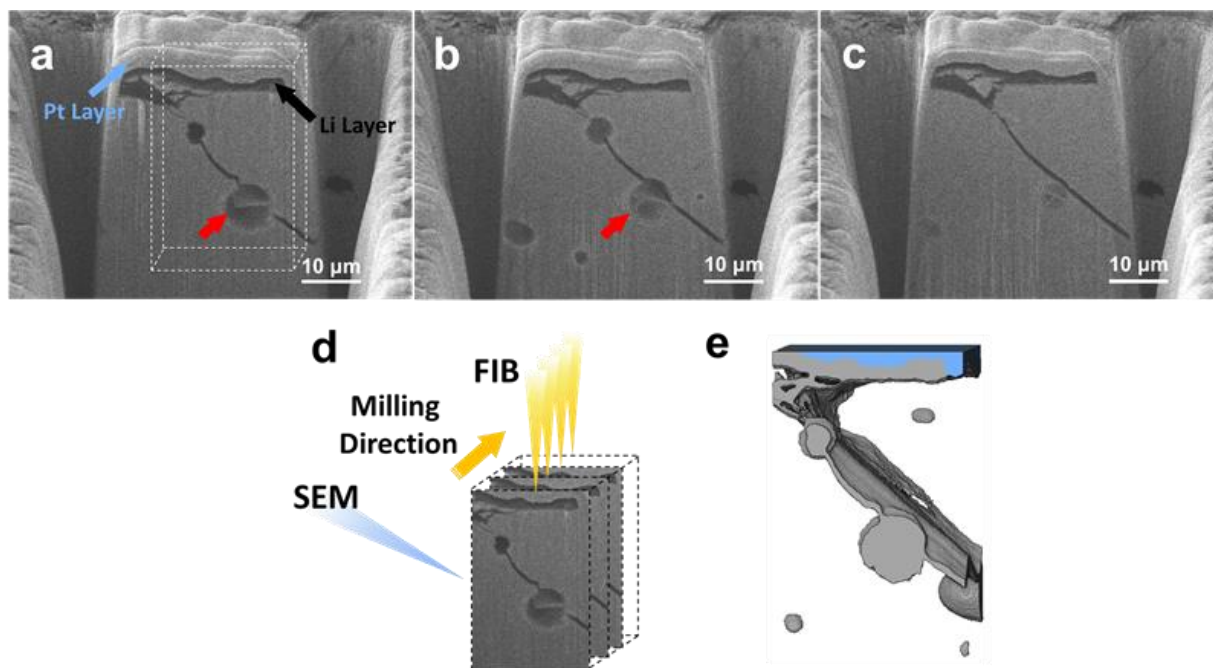 a
Pt Layer
Li Layer
10 μm
b
10 μm
c
10 μm
d
FIB
Milling
Direction
SEM
e